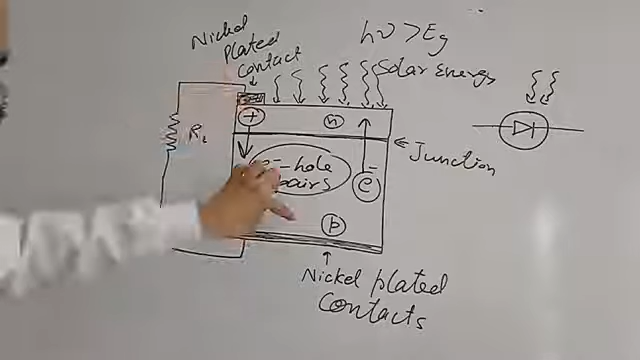 Nickel
Plated
Contact
hν > Eg
Solar energy
+
n
RL
Junction
e-hole
pairs
e
p
Nickel plated
Contacts